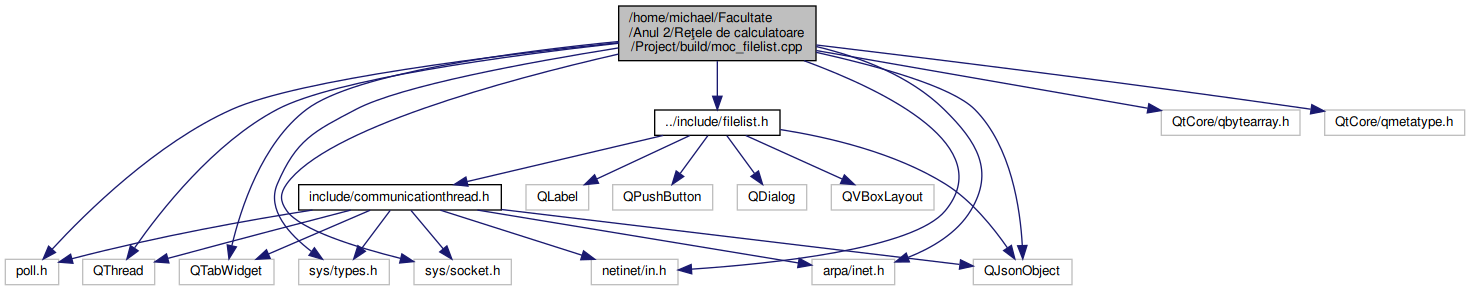 /home/michael/Facultate
/Anul 2/Reţele de calculatoare
/Project/build/moc_filelist.cpp
../include/filelist.h
QtCore/qbytearray.h
QtCore/qmetatype.h
include/communicationthread.h
QLabel
QPushButton
QDialog
QVBoxLayout
poll.h
QThread
QTabWidget
sys/types.h
sys/socket.h
netinet/in.h
arpa/inet.h
QJsonObject